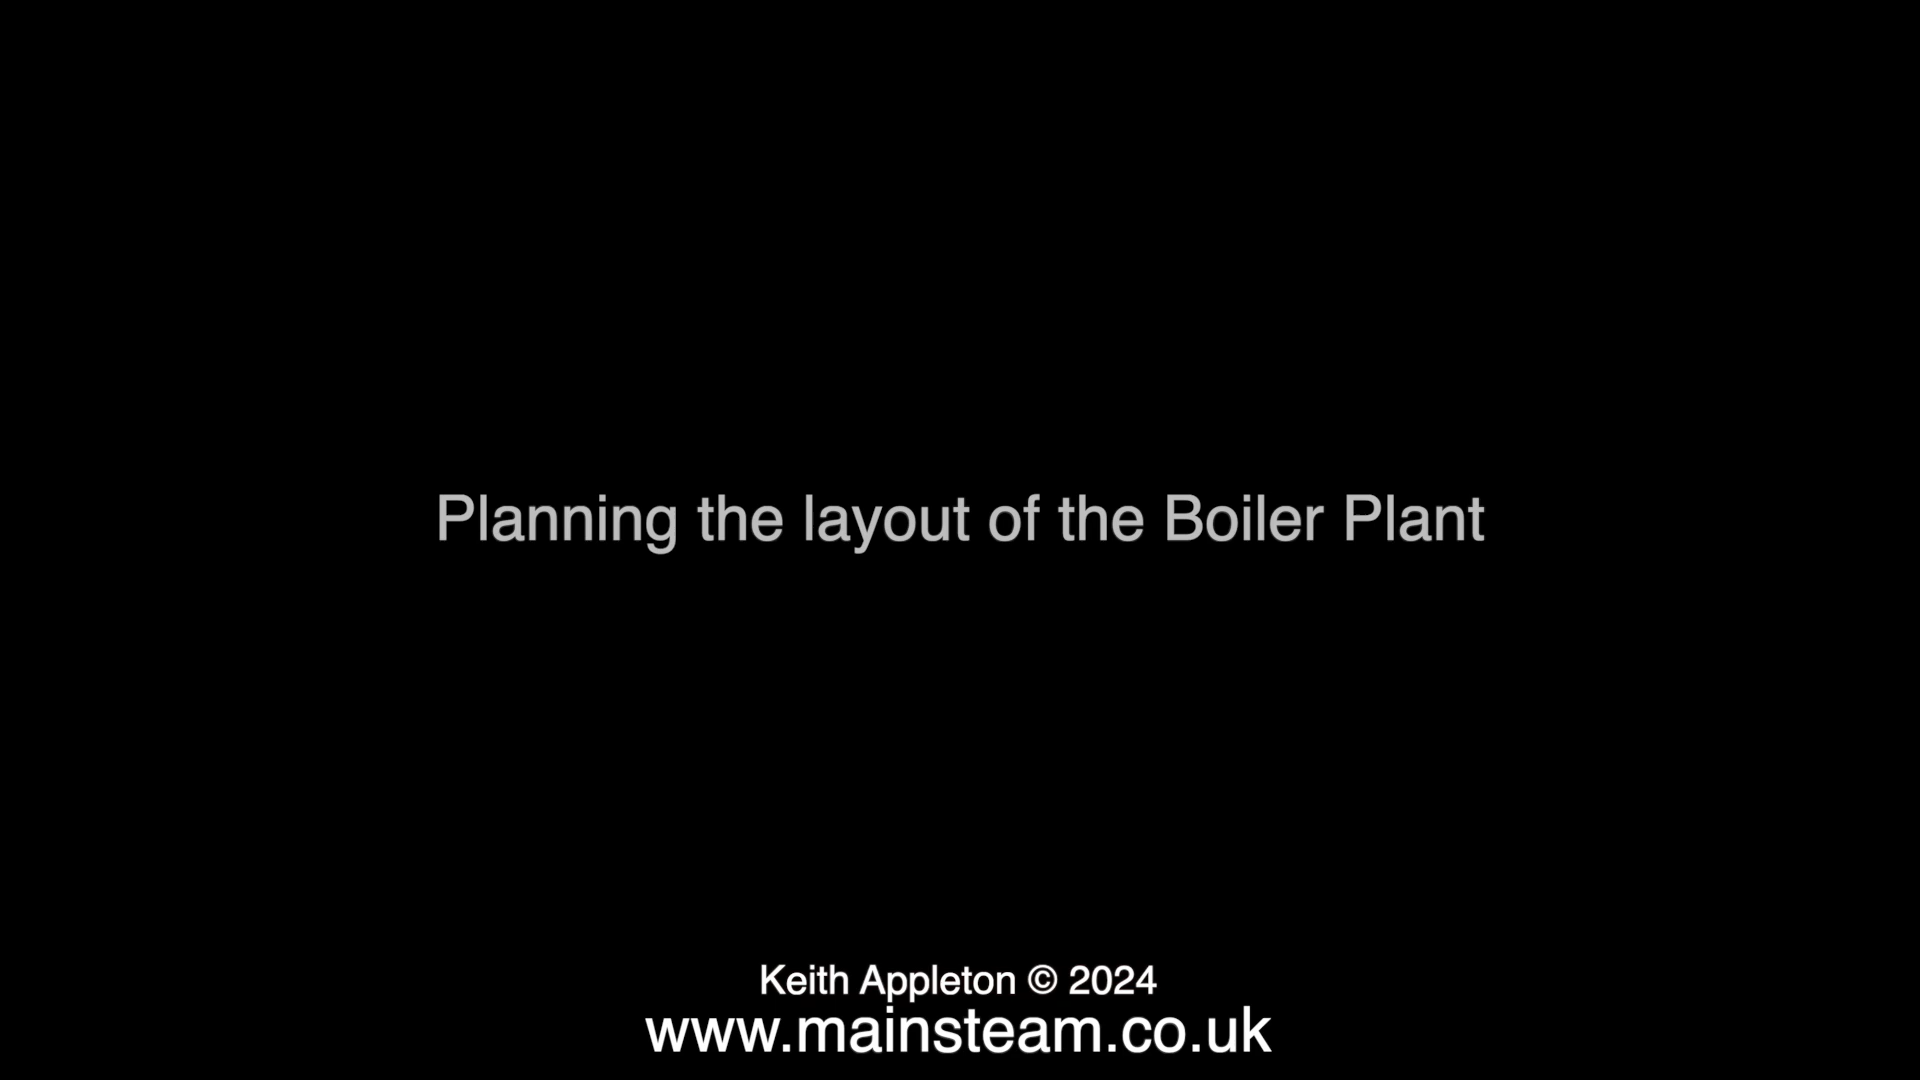 Planning the layout of the Boiler Plant
Keith Appleton © 2024
www.mainsteam.co.uk